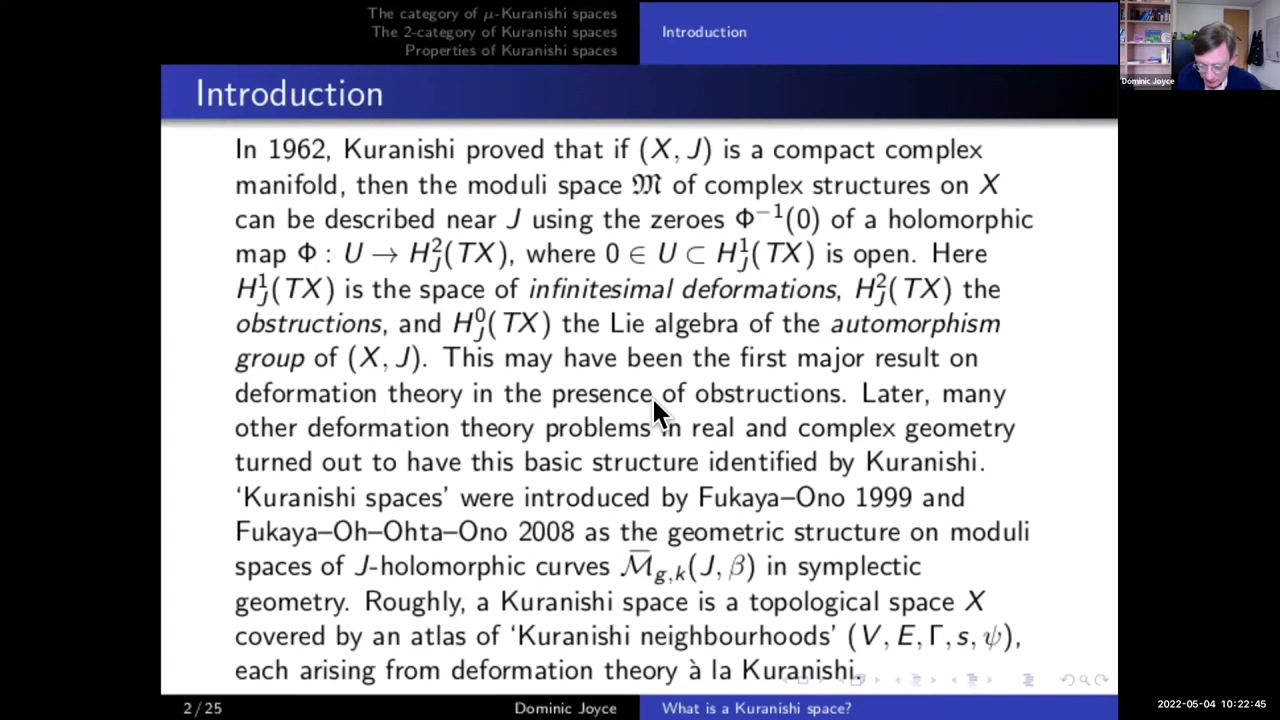 The category of μ-Kuranishi spaces
The 2-category of Kuranishi spaces
Properties of Kuranishi spaces
Introduction
Dominic Joyce
Introduction
In 1962, Kuranishi proved that if (X, J) is a compact complex
manifold, then the moduli space 𝔐 of complex structures on X
can be described near J using the zeroes Φ⁻¹(0) of a holomorphic
map Φ : U → H²_J(TX), where 0 ∈ U ⊂ H¹_J(TX) is open. Here
H¹_J(TX) is the space of infinitesimal deformations, H²_J(TX) the
obstructions, and H⁰_J(TX) the Lie algebra of the automorphism
group of (X, J). This may have been the first major result on
deformation theory in the presence of obstructions. Later, many
other deformation theory problems in real and complex geometry
turned out to have this basic structure identified by Kuranishi.
‘Kuranishi spaces’ were introduced by Fukaya–Ono 1999 and
Fukaya–Oh–Ohta–Ono 2008 as the geometric structure on moduli
spaces of J-holomorphic curves M̅_{g,k}(J, β) in symplectic
geometry. Roughly, a Kuranishi space is a topological space X
covered by an atlas of ‘Kuranishi neighbourhoods’ (V, E, Γ, s, ψ),
each arising from deformation theory à la Kuranishi.
2 / 25
Dominic Joyce
What is a Kuranishi space?
2022-05-04 10:22:45